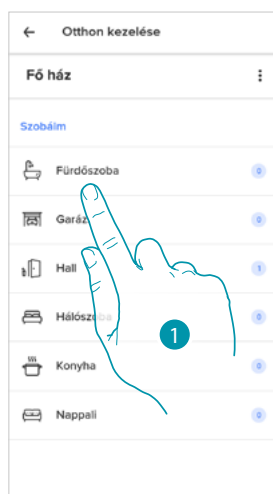 Otthon kezelése
Fő ház
Szobáim
Fürdőszoba 0
0
Hall 1
0
Konyha 0
Nappali 0
1